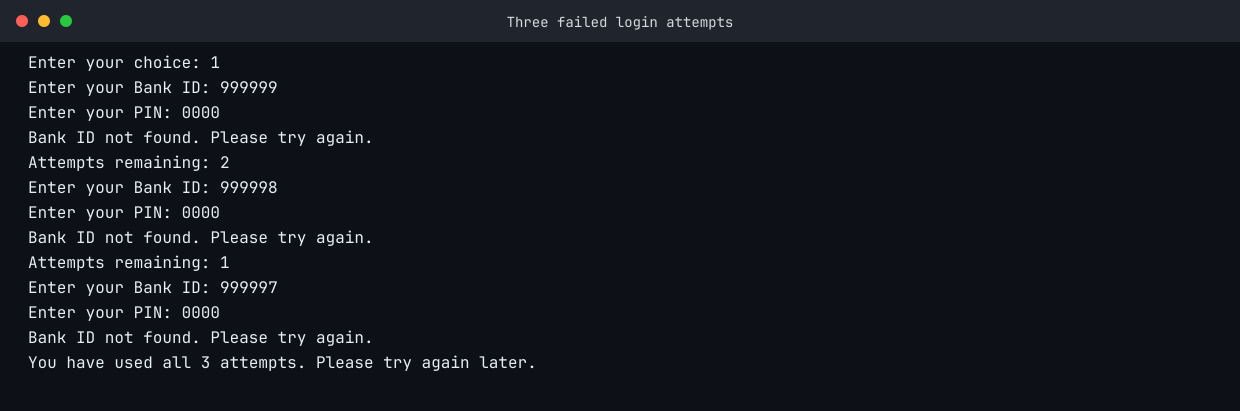 Three failed login attempts
Enter your choice: 1
Enter your Bank ID: 999999
Enter your PIN: 0000
Bank ID not found. Please try again.
Attempts remaining: 2
Enter your Bank ID: 999998
Enter your PIN: 0000
Bank ID not found. Please try again.
Attempts remaining: 1
Enter your Bank ID: 999997
Enter your PIN: 0000
Bank ID not found. Please try again.
You have used all 3 attempts. Please try again later.